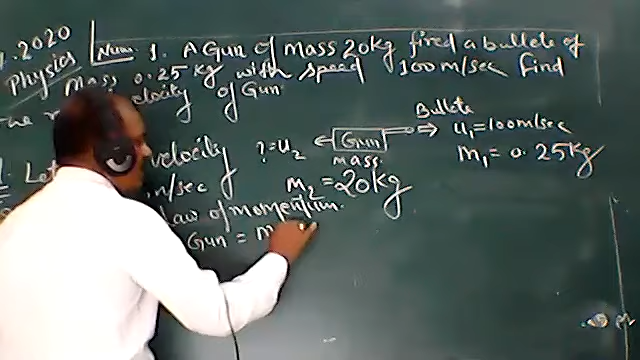 .2020
Physics
Num 1. A Gun of mass 20kg fired a bullete of
Mass 0.25 kg with speed 100m/sec find
velocity of Gun
Bullete
?=U₂ Gun u₁=100m/sec
mass m₁=0.25kg
Let velocity
m/sec m₂=20kg
law of momentum.
Gun = m